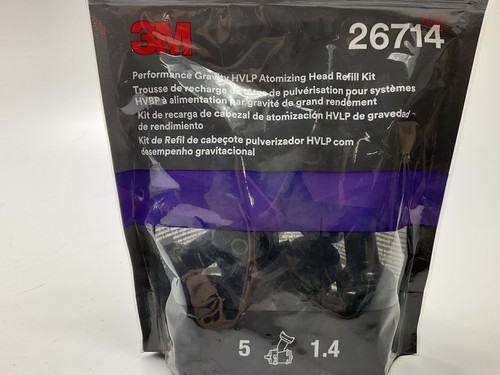 3M
26714
Performance Gravity HVLP Atomizing Head Refill Kit
Trousse de recharge de têtes de pulvérisation pour systèmes
HVBP à alimentation par gravité de grand rendement
Kit de recarga de cabezal de atomización HVLP de gravedad
de rendimiento
Kit de Refil de cabeçote pulverizador HVLP com
desempenho gravitacional
5 1.4